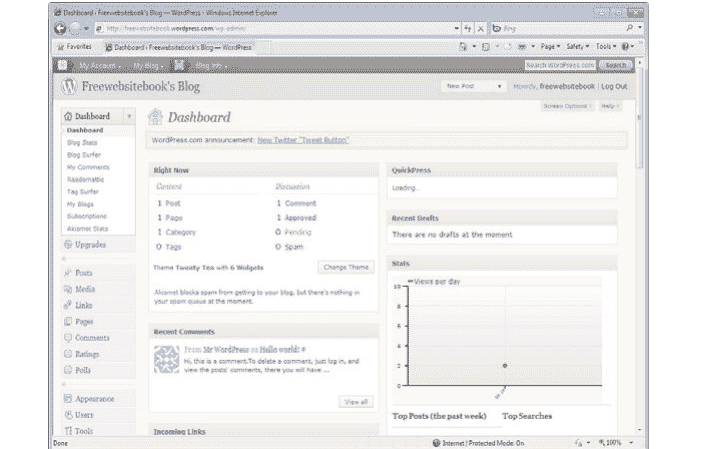 Dashboard ‹ Freewebsitebook's Blog — WordPress - Windows Internet Explorer
http://freewebsitebook.wordpress.com/wp-admin/
Bing
Favorites Dashboard ‹ Freewebsitebook's Blog — WordPress
Page Safety Tools
My Account My Blog Blog Info Search WordPress.com Search
Freewebsitebook's Blog New Post Howdy, freewebsitebook | Log Out
Screen Options Help
Dashboard
Dashboard
WordPress.com announcement: New Twitter "Tweet Button"
Dashboard
Blog Stats
Blog Surfer
My Comments
Readomattic
Tag Surfer
My Blogs
Subscriptions
Akismet Stats
Upgrades
Posts
Media
Links
Pages
Comments
Ratings
Polls
Appearance
Users
Tools
Right Now
Content Discussion
1 Post 1 Comment
1 Page 1 Approved
1 Category 0 Pending
0 Tags 0 Spam
Theme Twenty Ten with 6 Widgets Change Theme
Akismet blocks spam from getting to your blog, but there's nothing in
your spam queue at the moment.
Recent Comments
From Mr WordPress on Hello world! #
Hi, this is a comment.To delete a comment, just log in, and
view the posts' comments, there you will have ...
View all
Incoming Links
QuickPress
Loading...
Recent Drafts
There are no drafts at the moment
Stats
Views per day
10
8
6
4
2
0
Top Posts (the past week) Top Searches
Done Internet | Protected Mode: On 100%